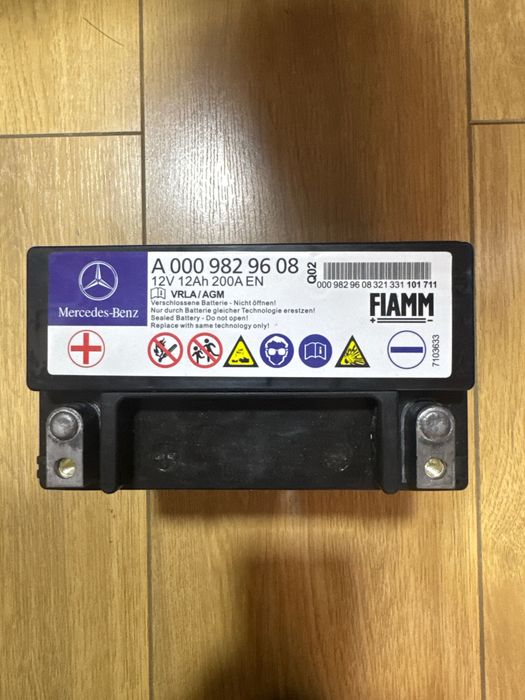 A 000 982 96 08
12V 12Ah 200A EN
VRLA / AGM
Verschlossene Batterie - Nicht öffnen!
Nur durch Batterie gleicher Technologie erestzen!
Sealed Battery - Do not open!
Replace with same technology only!
Mercedes-Benz
Q02
000 982 96 08 321 331 101 711
FIAMM
7103633